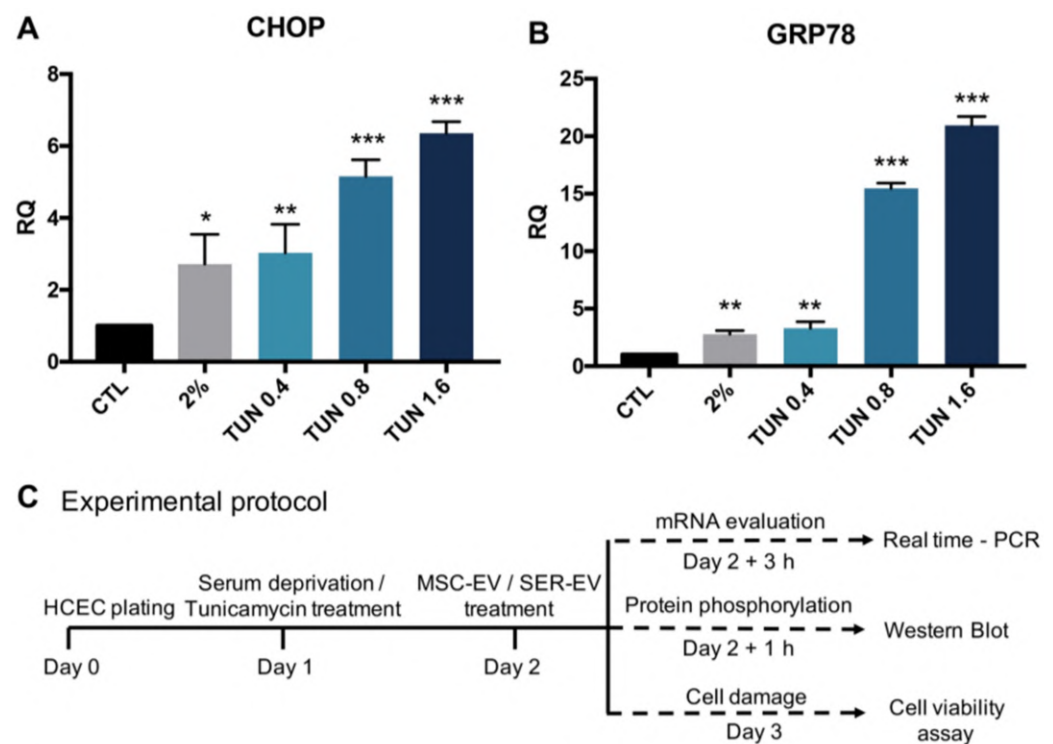 A
CHOP
RQ
8
6
4
2
0
*
**
***
***
CTL
2%
TUN 0.4
TUN 0.8
TUN 1.6
B
GRP78
RQ
25
20
15
10
5
0
**
**
***
***
CTL
2%
TUN 0.4
TUN 0.8
TUN 1.6
C Experimental protocol
HCEC plating
Day 0
Serum deprivation /
Tunicamycin treatment
Day 1
MSC-EV / SER-EV
treatment
Day 2
mRNA evaluation
Day 2 + 3 h
Real time - PCR
Protein phosphorylation
Day 2 + 1 h
Western Blot
Cell damage
Day 3
Cell viability
assay